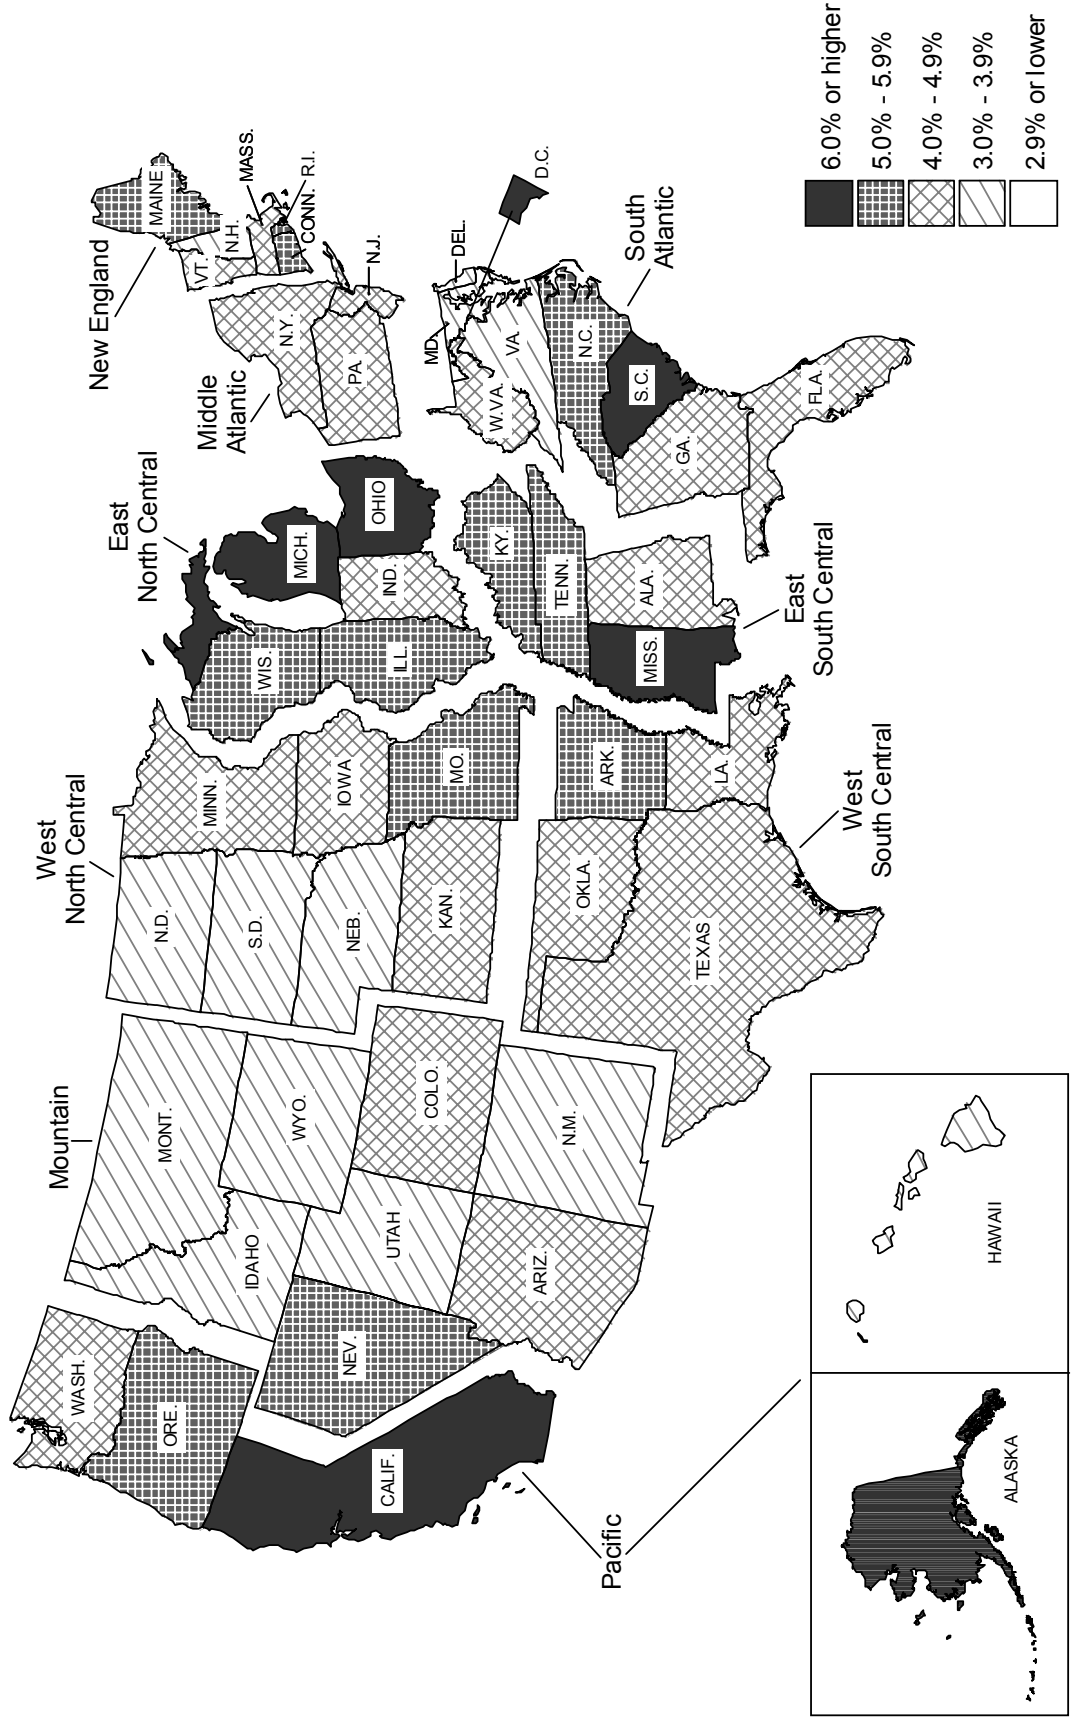 New England
MAINE
VT.
N.H.
MASS.
R.I.
CONN.
Middle
Atlantic
N.Y.
PA.
N.J.
East
North Central
MICH.
OHIO
IND.
WIS.
ILL.
South
Atlantic
DEL.
D.C.
MD.
VA.
W.VA.
N.C.
S.C.
GA.
FLA.
East
South Central
KY.
TENN.
ALA.
MISS.
West
North Central
MINN.
IOWA
MO.
N.D.
S.D.
NEB.
KAN.
West
South Central
ARK.
LA.
OKLA.
TEXAS
Mountain
MONT.
WYO.
COLO.
N.M.
IDAHO
UTAH
ARIZ.
NEV.
Pacific
WASH.
ORE.
CALIF.
ALASKA
HAWAII
6.0% or higher
5.0% - 5.9%
4.0% - 4.9%
3.0% - 3.9%
2.9% or lower